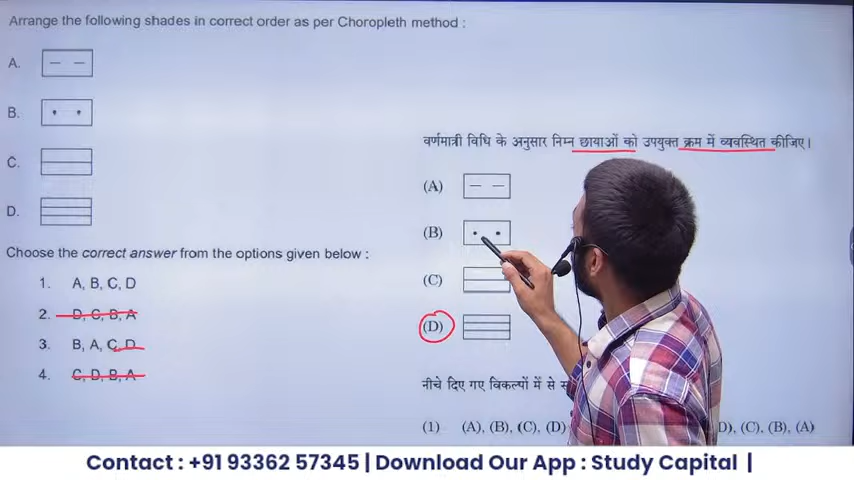 Arrange the following shades in correct order as per Choropleth method :
A.
B.
C.
D.
Choose the correct answer from the options given below :
1. A, B, C, D
2. D, C, B, A
3. B, A, C, D
4. C, D, B, A
वर्णमात्री विधि के अनुसार निम्न छायाओं को उपयुक्त क्रम में व्यवस्थित कीजिए।
(A)
(B)
(C)
(D)
नीचे दिए गए विकल्पों में से
(1) (A), (B), (C), (D)
D), (C), (B), (A)
Contact : +91 93362 57345 | Download Our App : Study Capital |